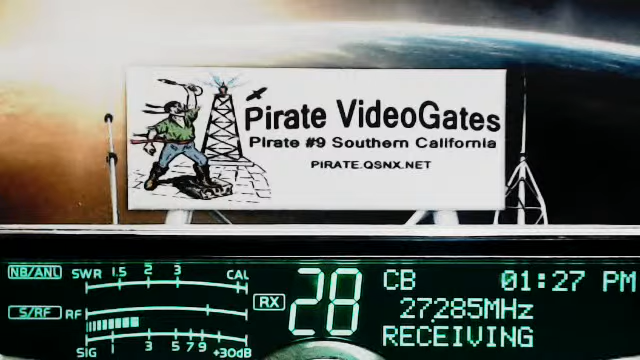 Pirate VideoGates
Pirate #9 Southern California
PIRATE.QSNX.NET
NB/ANL SWR 1.5 2 3 CAL
S/RF RF
SIG 1 3 5 7 9 +30dB
RX 28
CB 01:27 PM
27285MHz
RECEIVING